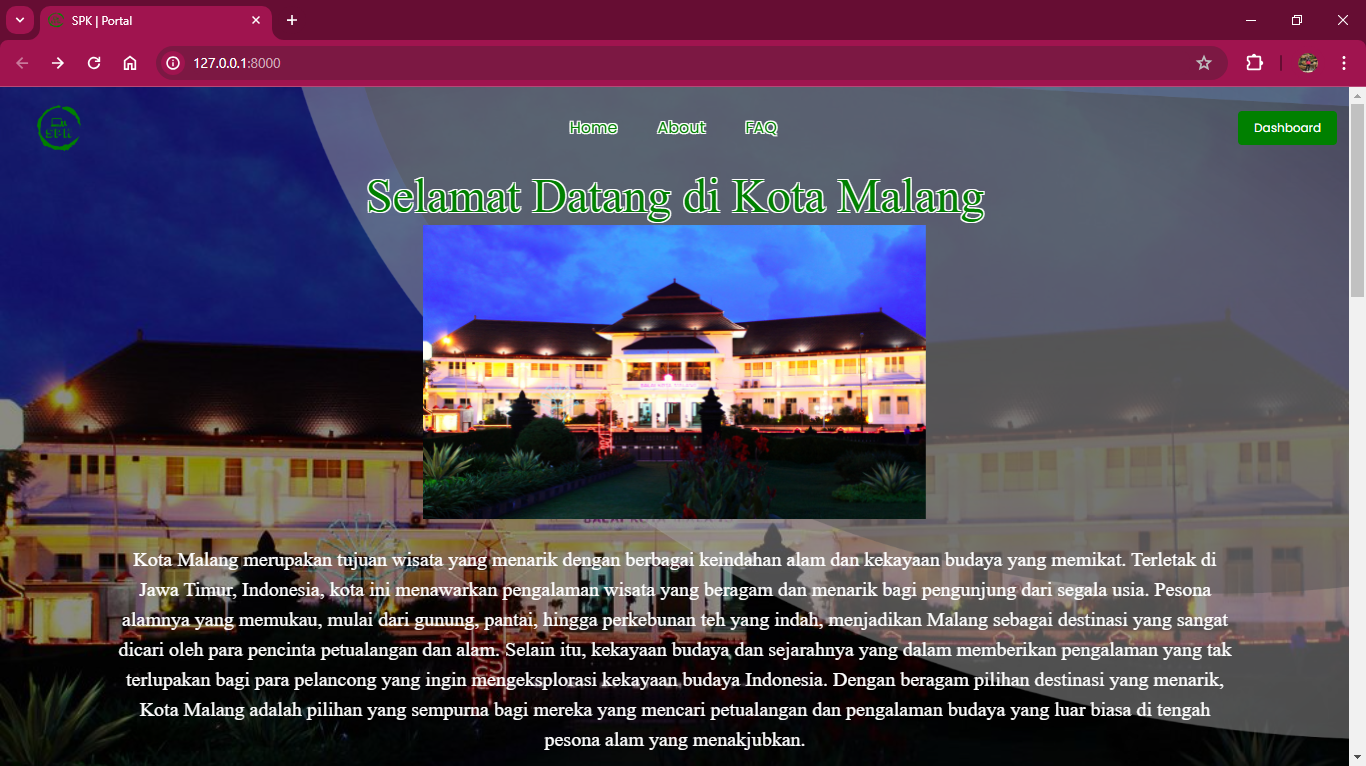 SPK | Portal
127.0.0.1:8000
SPK
Home About FAQ
Dashboard
Selamat Datang di Kota Malang
BALAI KOTA MALANG
Kota Malang merupakan tujuan wisata yang menarik dengan berbagai keindahan alam dan kekayaan budaya yang memikat. Terletak di
Jawa Timur, Indonesia, kota ini menawarkan pengalaman wisata yang beragam dan menarik bagi pengunjung dari segala usia. Pesona
alamnya yang memukau, mulai dari gunung, pantai, hingga perkebunan teh yang indah, menjadikan Malang sebagai destinasi yang sangat
dicari oleh para pencinta petualangan dan alam. Selain itu, kekayaan budaya dan sejarahnya yang dalam memberikan pengalaman yang tak
terlupakan bagi para pelancong yang ingin mengeksplorasi kekayaan budaya Indonesia. Dengan beragam pilihan destinasi yang menarik,
Kota Malang adalah pilihan yang sempurna bagi mereka yang mencari petualangan dan pengalaman budaya yang luar biasa di tengah
pesona alam yang menakjubkan.